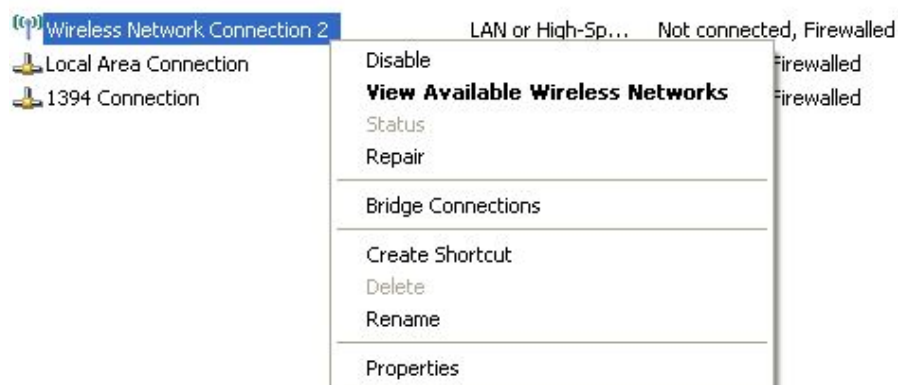 Wireless Network Connection 2 LAN or High-Sp... Not connected, Firewalled
Local Area Connection Firewalled
1394 Connection Firewalled
Disable
View Available Wireless Networks
Status
Repair
Bridge Connections
Create Shortcut
Delete
Rename
Properties